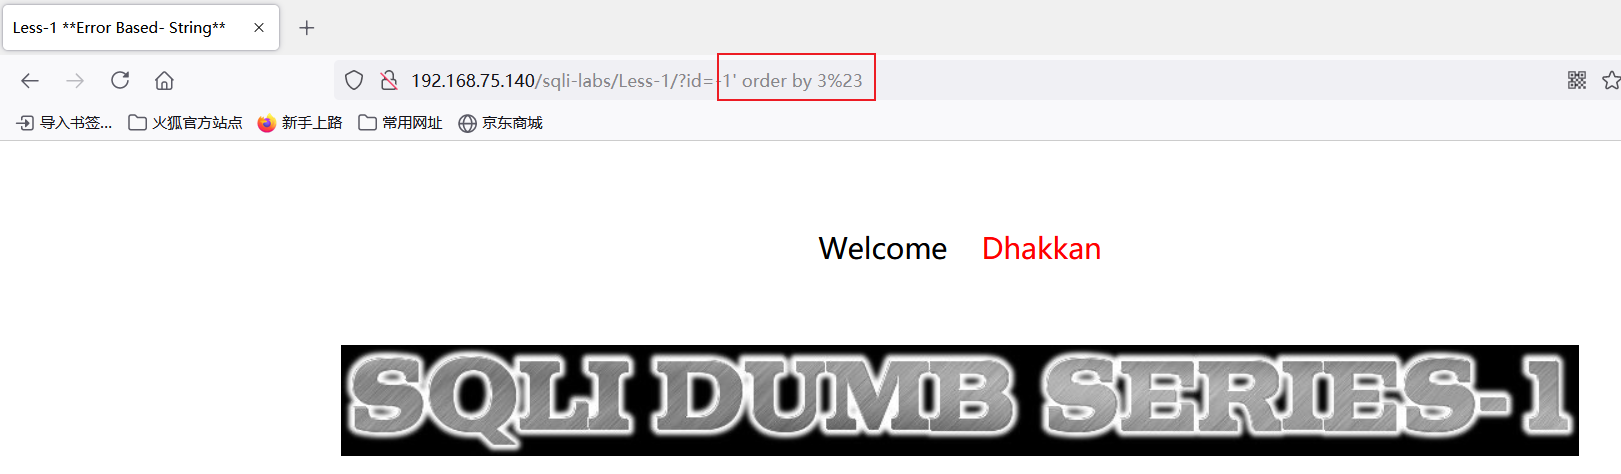 Less-1 **Error Based- String**
192.168.75.140/sqli-labs/Less-1/?id=-1' order by 3%23
导入书签... 火狐官方站点 新手上路 常用网址 京东商城
Welcome Dhakkan
SQLI DUMB SERIES-1